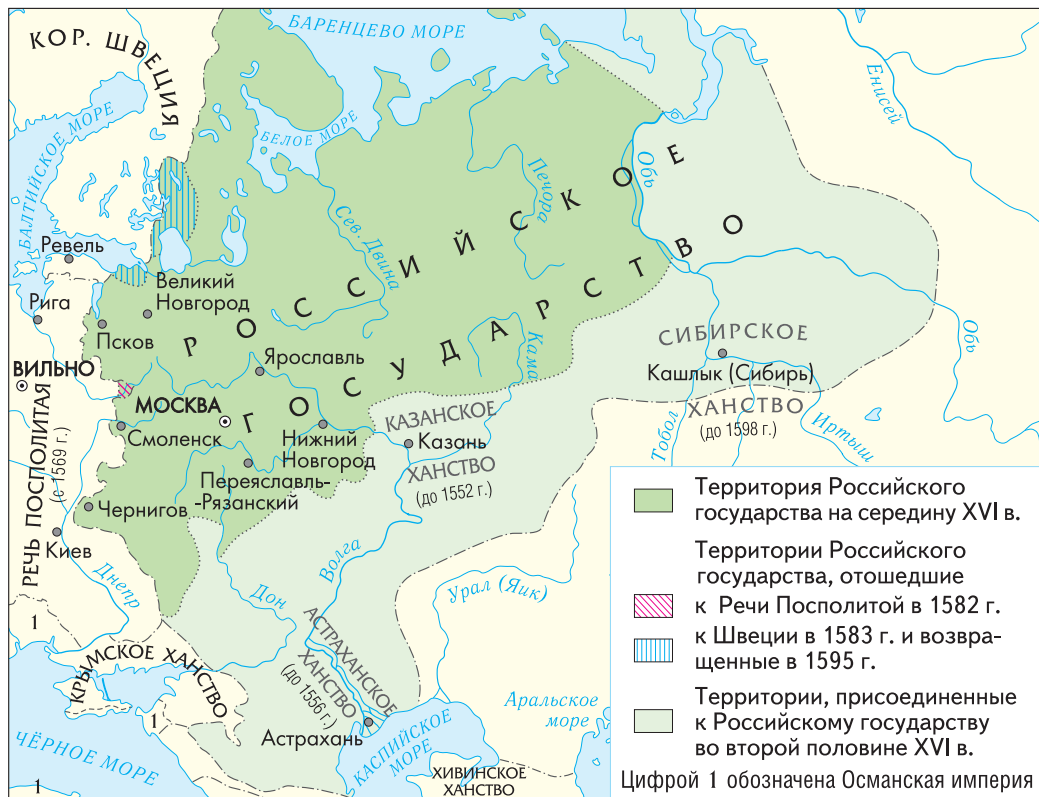 БАРЕНЦЕВО МОРЕ
КОР. ШВЕЦИЯ
Енисей
БЕЛОЕ МОРЕ
БАЛТИЙСКОЕ МОРЕ
Печора
Обь
Сев. Двина
РОССИЙСКОЕ
ГОСУДАРСТВО
Ревель
Великий
Новгород
Рига
Псков
Ярославль
Кама
СИБИРСКОЕ
Кашлык (Сибирь)
ХАНСТВО
(до 1598 г.)
Обь
Тобол
Иртыш
ВИЛЬНО
МОСКВА
Смоленск
Нижний
Новгород
КАЗАНСКОЕ
Казань
ХАНСТВО
(до 1552 г.)
Переяславль-
-Рязанский
РЕЧЬ ПОСПОЛИТАЯ
(с 1569 г.)
Чернигов
Киев
Днепр
Дон
Волга
Урал (Яик)
1
КРЫМСКОЕ ХАНСТВО
1
АСТРАХАНСКОЕ
ХАНСТВО
(до 1556 г.)
Астрахань
КАСПИЙСКОЕ
МОРЕ
Аральское
море
ЧЁРНОЕ МОРЕ
1
ХИВИНСКОЕ
ХАНСТВО
Территория Российского
государства на середину XVI в.
Территории Российского
государства, отошедшие
к Речи Посполитой в 1582 г.
к Швеции в 1583 г. и возвра-
щенные в 1595 г.
Территории, присоединенные
к Российскому государству
во второй половине XVI в.
Цифрой 1 обозначена Османская империя